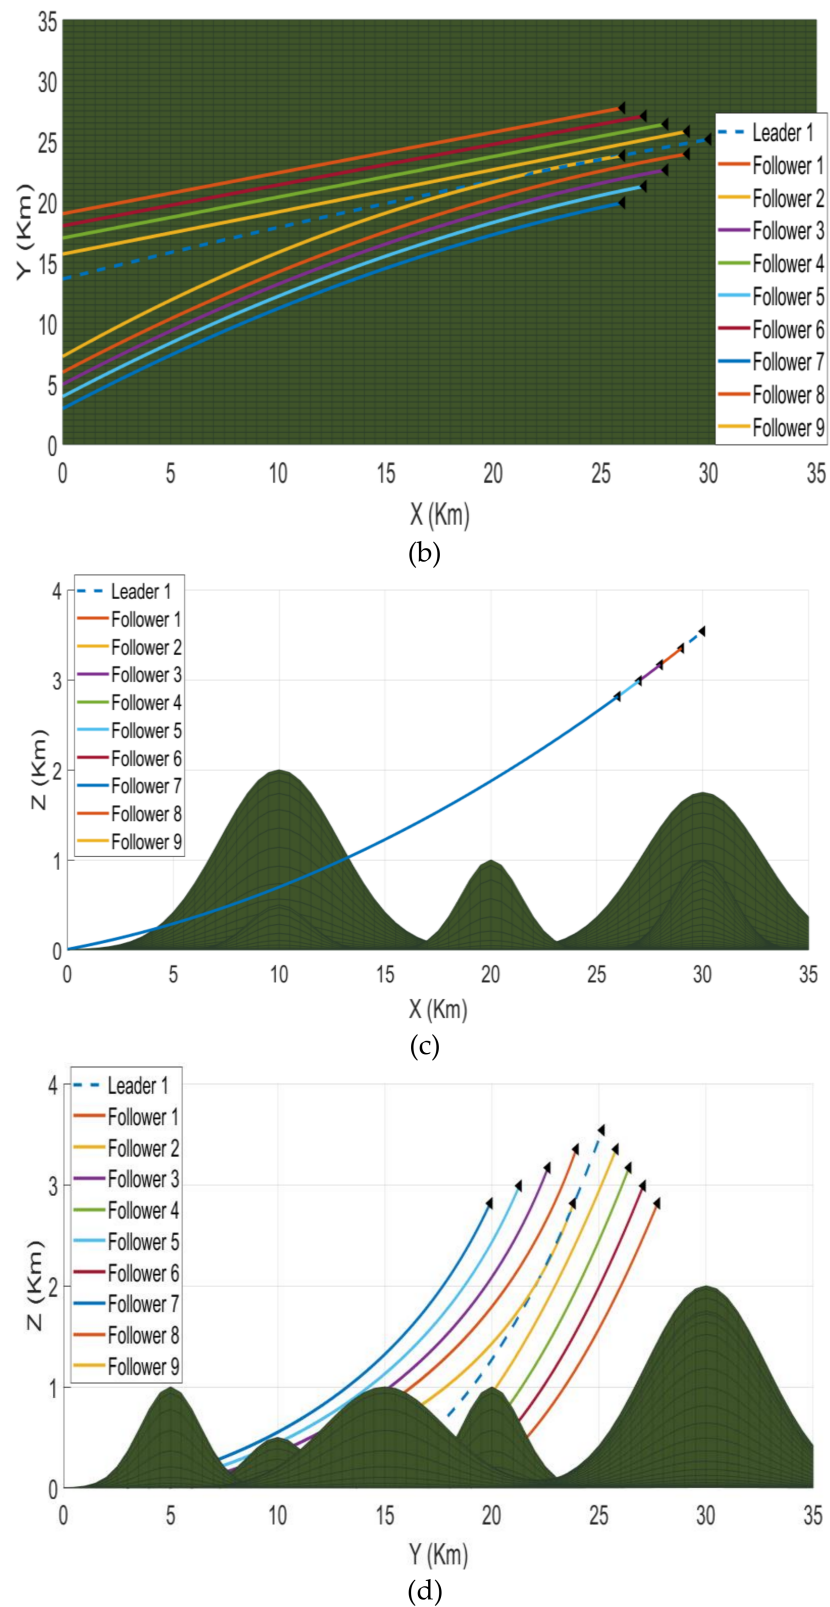 35
30
25
20
15
10
5
0
Y (Km)
Leader 1
Follower 1
Follower 2
Follower 3
Follower 4
Follower 5
Follower 6
Follower 7
Follower 8
Follower 9
0 5 10 15 20 25 30 35
X (Km)
(b)
4
3
2
1
0
Z (Km)
Leader 1
Follower 1
Follower 2
Follower 3
Follower 4
Follower 5
Follower 6
Follower 7
Follower 8
Follower 9
0 5 10 15 20 25 30 35
X (Km)
(c)
4
3
2
1
0
Z (Km)
Leader 1
Follower 1
Follower 2
Follower 3
Follower 4
Follower 5
Follower 6
Follower 7
Follower 8
Follower 9
0 5 10 15 20 25 30 35
Y (Km)
(d)